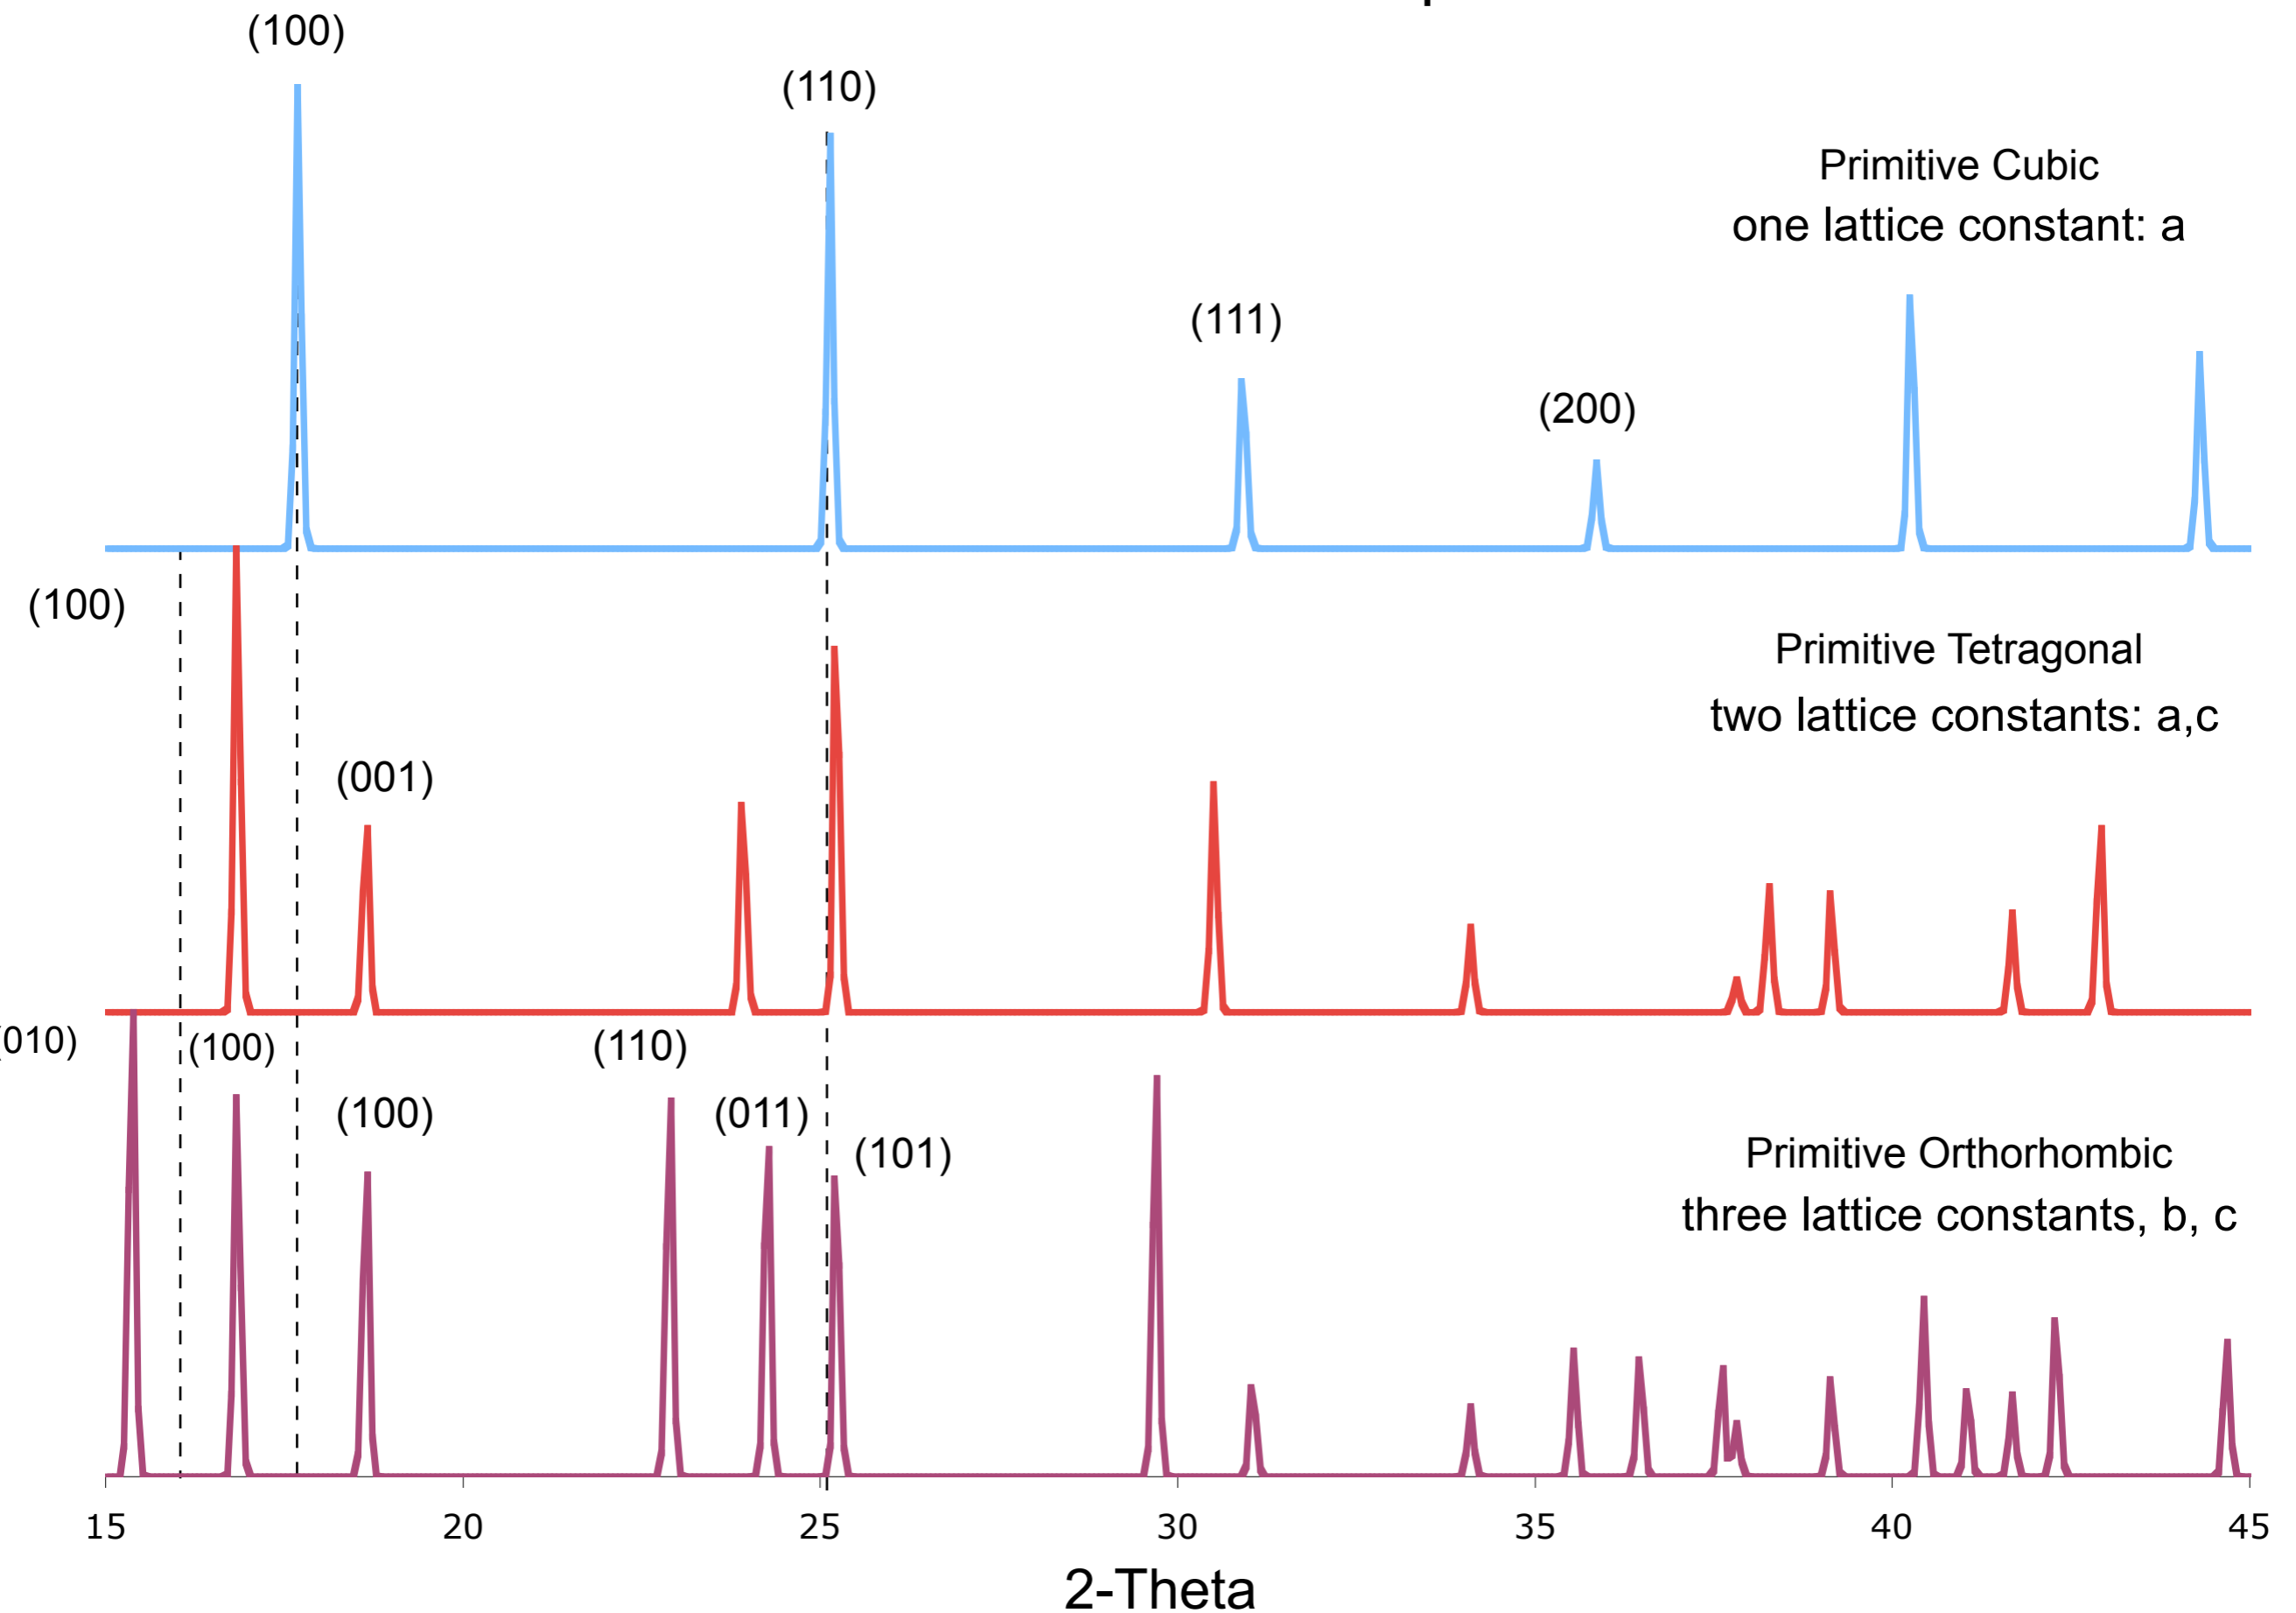 (100)
(110)
Primitive Cubic
one lattice constant: a
(111)
(200)
(100)
Primitive Tetragonal
two lattice constants: a,c
(001)
(010)
(100)
(110)
(100)
(011)
(101)
Primitive Orthorhombic
three lattice constants, b, c
15 20 25 30 35 40 45
2-Theta